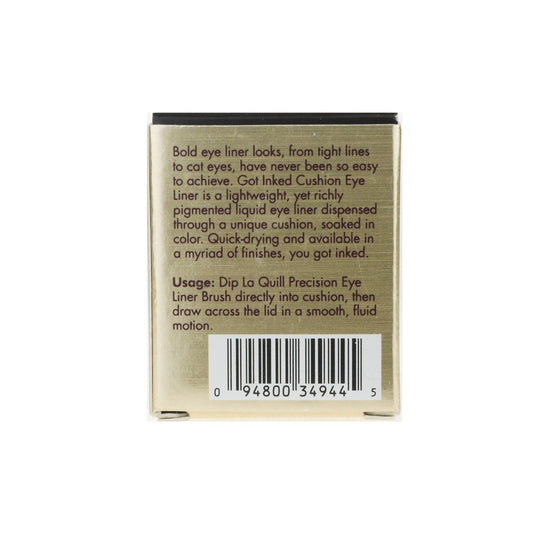 Bold eye liner looks, from tight lines
to cat eyes, have never been so easy
to achieve. Got Inked Cushion Eye
Liner is a lightweight, yet richly
pigmented liquid eye liner dispensed
through a unique cushion, soaked in
color. Quick-drying and available in
a myriad of finishes, you got inked.
Usage: Dip La Quill Precision Eye
Liner Brush directly into cushion, then
draw across the lid in a smooth, fluid
motion.
0 94800 34944 5